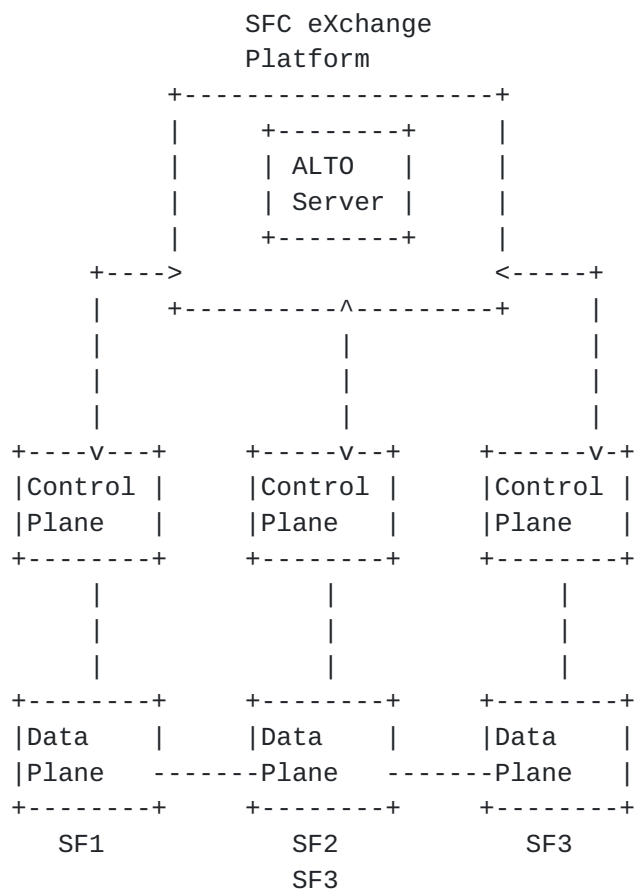 SFC eXchange
Platform
ALTO
Server
Control Control Control
Plane Plane Plane
Data Data Data
Plane Plane Plane
SF1 SF2 SF3
SF3